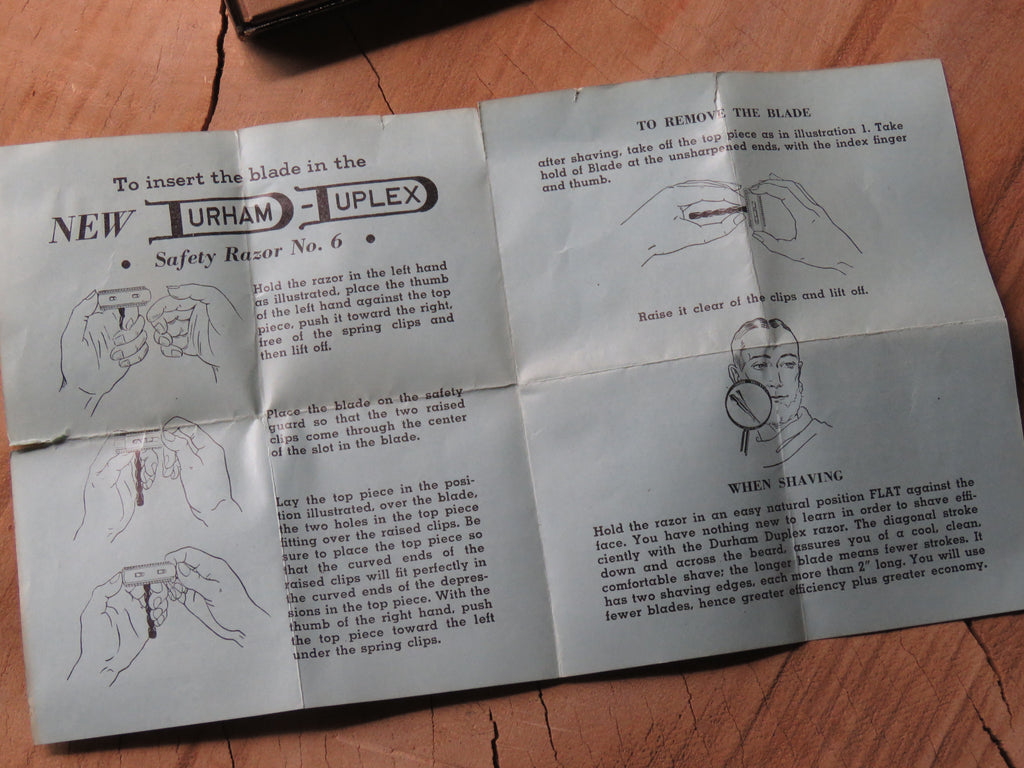 To insert the blade in the
NEW DURHAM-DUPLEX
• Safety Razor No. 6 •
Hold the razor in the left hand
as illustrated, place the thumb
of the left hand against the top
piece, push it toward the right,
free of the spring clips and
then lift off.
Place the blade on the safety
guard so that the two raised
clips come through the center
of the slot in the blade.
Lay the top piece in the posi-
tion illustrated, over the blade,
the two holes in the top piece
fitting over the raised clips. Be
sure to place the top piece so
that the curved ends of the
raised clips will fit perfectly in
the curved ends of the depres-
sions in the top piece. With the
thumb of the right hand, push
the top piece toward the left
under the spring clips.
TO REMOVE THE BLADE
after shaving, take off the top piece as in illustration 1. Take
hold of Blade at the unsharpened ends, with the index finger
and thumb.
Raise it clear of the clips and lift off.
WHEN SHAVING
Hold the razor in an easy natural position FLAT against the
face. You have nothing new to learn in order to shave effi-
ciently with the Durham Duplex razor. The diagonal stroke
down and across the beard, assures you of a cool, clean,
comfortable shave; the longer blade means fewer strokes. It
has two shaving edges, each more than 2" long. You will use
fewer blades, hence greater efficiency plus greater economy.